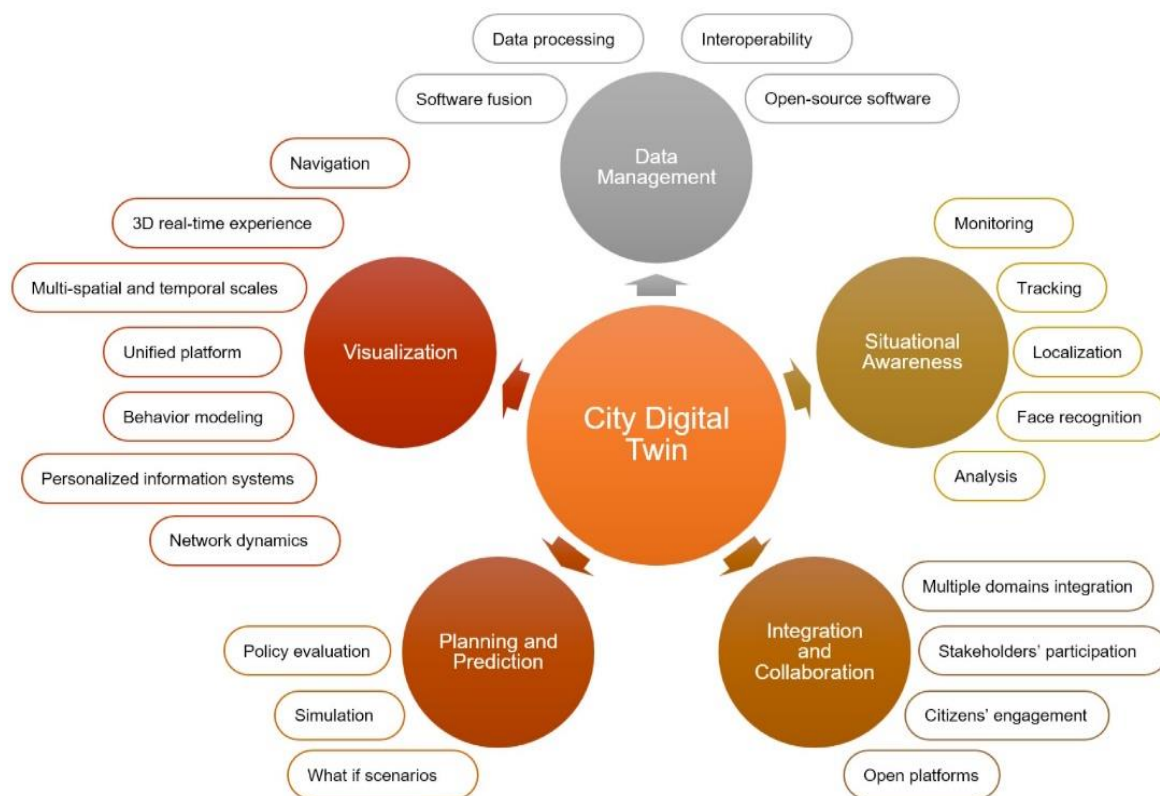 Data processing
Interoperability
Software fusion
Open-source software
Data
Management
Navigation
3D real-time experience
Multi-spatial and temporal scales
Unified platform
Behavior modeling
Personalized information systems
Network dynamics
Visualization
Monitoring
Tracking
Localization
Face recognition
Analysis
Situational
Awareness
City Digital
Twin
Policy evaluation
Simulation
What if scenarios
Planning and
Prediction
Integration
and
Collaboration
Multiple domains integration
Stakeholders’ participation
Citizens’ engagement
Open platforms